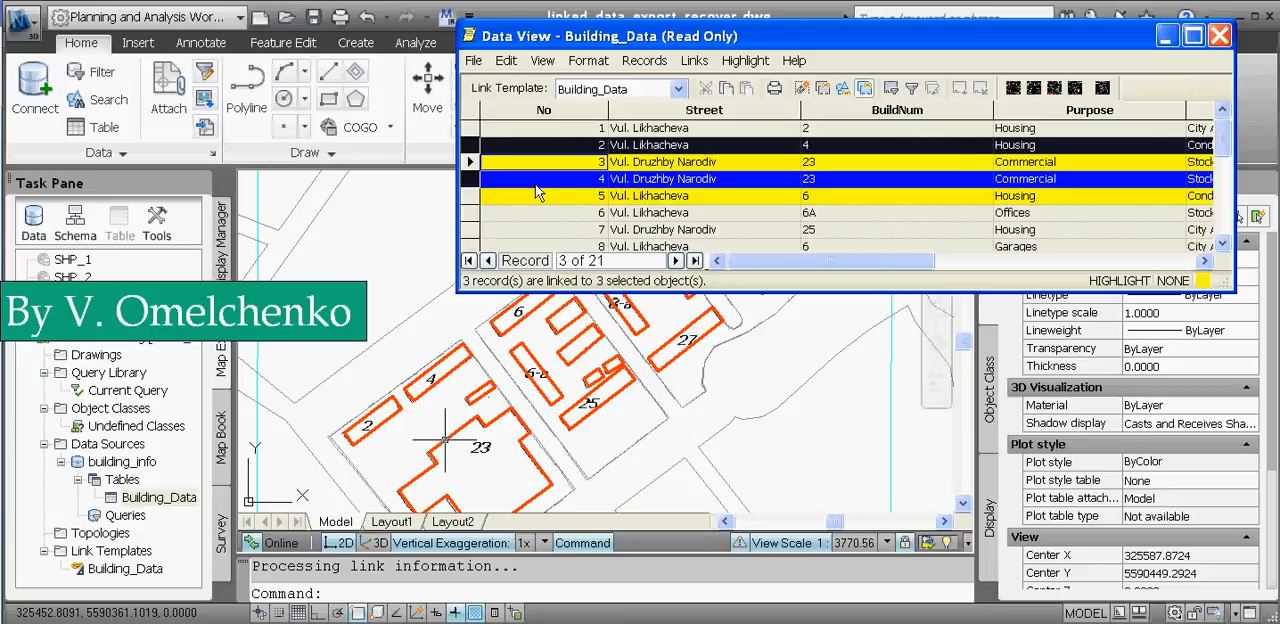 Planning and Analysis Wor...
linked_data_export_recover.dwg
Home Insert Annotate Feature Edit Create Analyze
Connect
Filter
Search
Table
Attach
Polyline
COGO
Move
Data
Draw
Data View - Building_Data (Read Only)
File Edit View Format Records Links Highlight Help
Link Template: Building_Data
No Street BuildNum Purpose
1 Vul. Likhacheva 2 Housing City A
2 Vul. Likhacheva 4 Housing Cond
3 Vul. Druzhby Narodiv 23 Commercial Stock
4 Vul. Druzhby Narodiv 23 Commercial Stock
5 Vul. Likhacheva 6 Housing Cond
6 Vul. Likhacheva 6A Offices Stock
7 Vul. Druzhby Narodiv 25 Housing City A
8 Vul. Likhacheva 6 Garages Stock
Record 3 of 21
3 record(s) are linked to 3 selected object(s).
HIGHLIGHT NONE
Task Pane
Data Schema Table Tools
SHP_1
SHP_2
By V. Omelchenko
Drawings
Query Library
Current Query
Object Classes
Undefined Classes
Data Sources
building_info
Tables
Building_Data
Queries
Topologies
Link Templates
Building_Data
Display Manager
Map Book
Survey
6
8-a
27
4
6-a
25
2
23
Y
X
Model Layout1 Layout2
Online 2D 3D Vertical Exaggeration: 1x Command
View Scale 1: 3770.56
Processing link information...
Command:
Object Class
Display
Linetype ByLayer
Linetype scale 1.0000
Lineweight ByLayer
Transparency ByLayer
Thickness 0.0000
3D Visualization
Material ByLayer
Shadow display Casts and Receives Sha...
Plot style
Plot style ByColor
Plot style table None
Plot table attach... Model
Plot table type Not available
View
Center X 325587.8724
Center Y 5590449.2924
325452.8091, 5590361.1019, 0.0000
MODEL